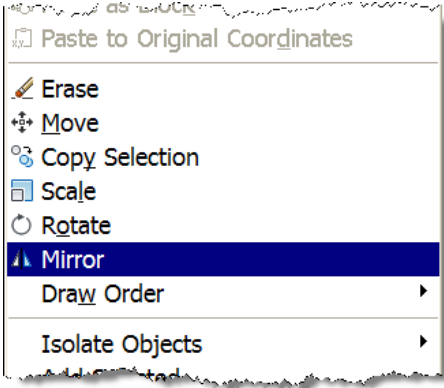 Paste to Original Coordinates
Erase
Move
Copy Selection
Scale
Rotate
Mirror
Draw Order
Isolate Objects